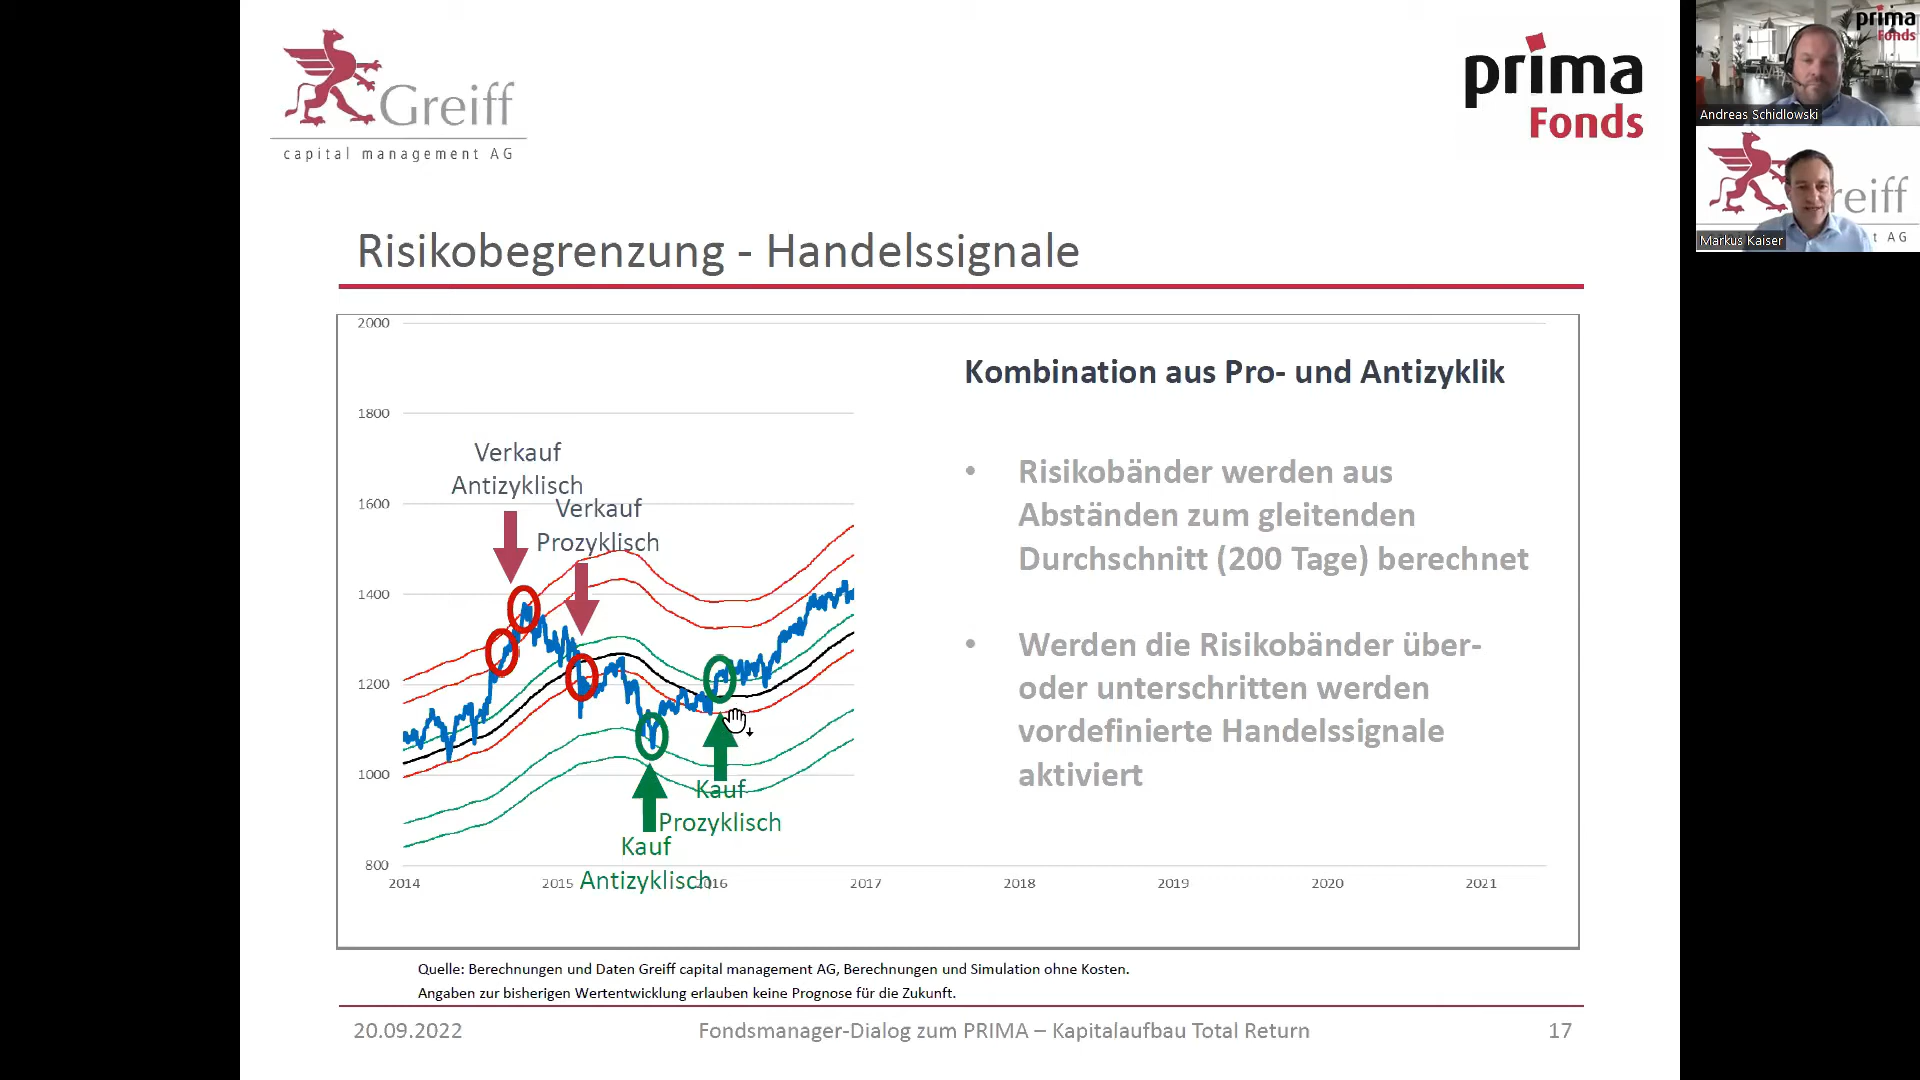 Greiff
capital management AG
prima
Fonds
prima
Fonds
Andreas Schidlowski
reiff
t AG
Markus Kaiser
Risikobegrenzung - Handelssignale
2000
1800
1600
1400
1200
1000
800
2014
2015
2016
2017
2018
2019
2020
2021
Verkauf
Antizyklisch
Verkauf
Prozyklisch
Kauf
Prozyklisch
Kauf
Antizyklisch
Kombination aus Pro- und Antizyklik
• Risikobänder werden aus
Abständen zum gleitenden
Durchschnitt (200 Tage) berechnet
• Werden die Risikobänder über-
oder unterschritten werden
vordefinierte Handelssignale
aktiviert
Quelle: Berechnungen und Daten Greiff capital management AG, Berechnungen und Simulation ohne Kosten.
Angaben zur bisherigen Wertentwicklung erlauben keine Prognose für die Zukunft.
20.09.2022
Fondsmanager-Dialog zum PRIMA – Kapitalaufbau Total Return
17